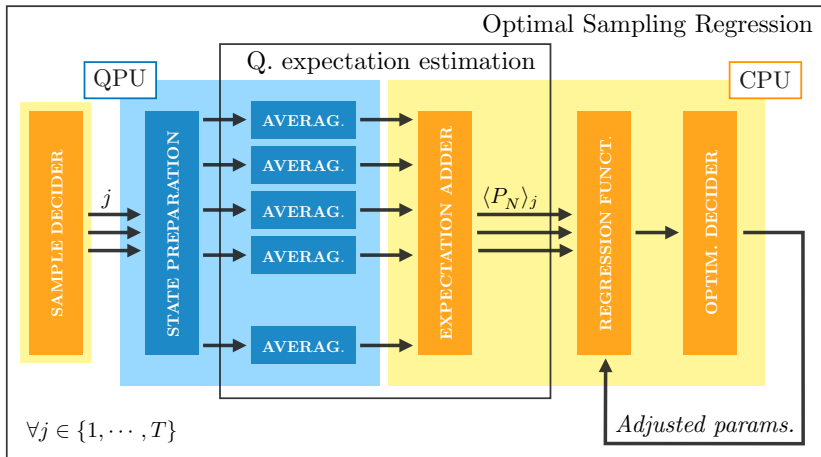 Optimal Sampling Regression
Q. expectation estimation
QPU
CPU
SAMPLE DECIDER
j
STATE PREPARATION
AVERAG.
AVERAG.
AVERAG.
AVERAG.
AVERAG.
EXPECTATION ADDER
⟨P_N⟩_j
REGRESSION FUNCT.
OPTIM. DECIDER
Adjusted params.
∀j ∈ {1, ⋯ , T}